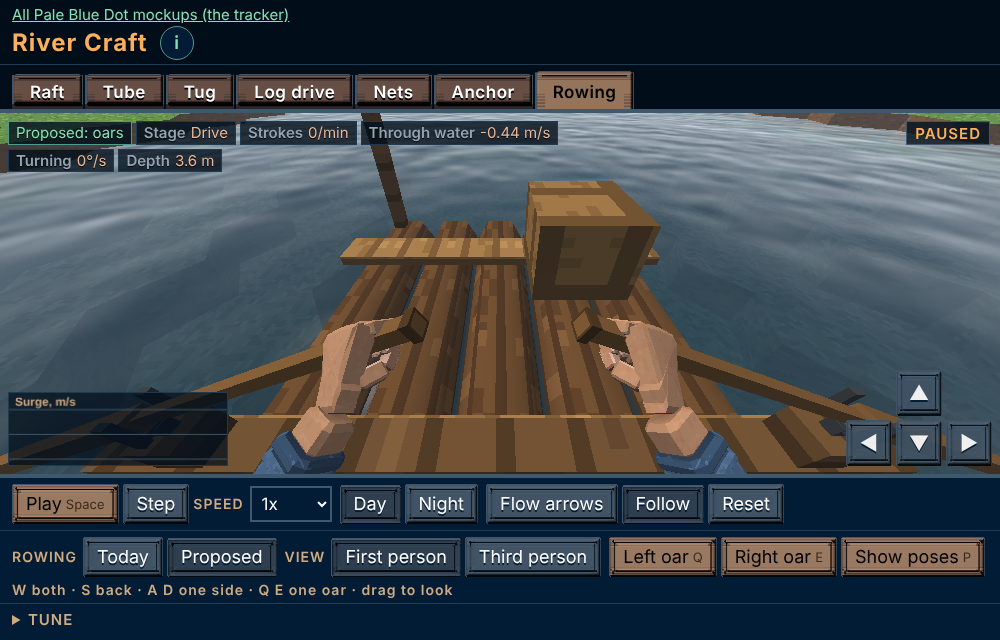 All Pale Blue Dot mockups (the tracker)
River Craft i
Raft Tube Tug Log drive Nets Anchor Rowing
Proposed: oars Stage Drive Strokes 0/min Through water -0.44 m/s PAUSED
Turning 0°/s Depth 3.6 m
Surge, m/s
Play Space Step SPEED 1x Day Night Flow arrows Follow Reset
ROWING Today Proposed VIEW First person Third person Left oar Q Right oar E Show poses P
W both · S back · A D one side · Q E one oar · drag to look
▶ TUNE